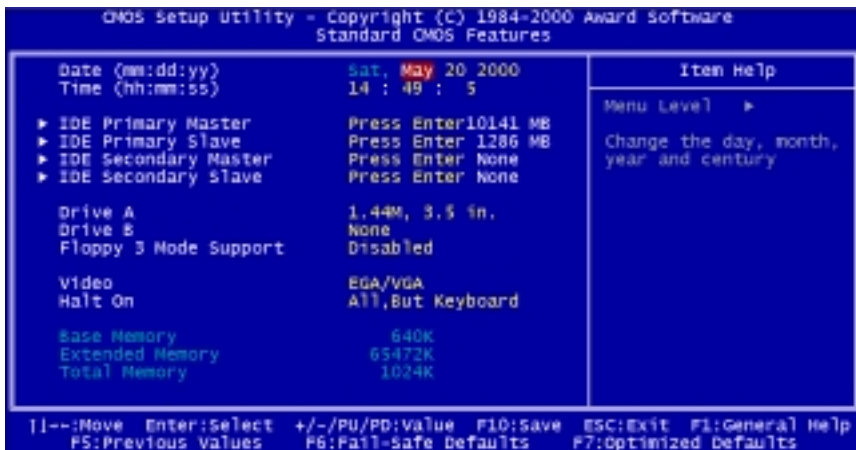 CMOS Setup Utility - Copyright (C) 1984-2000 Award Software
Standard CMOS Features
Date (mm:dd:yy) Sat, May 20 2000
Time (hh:mm:ss) 14 : 49 : 5
► IDE Primary Master Press Enter10141 MB
► IDE Primary Slave Press Enter 1286 MB
► IDE Secondary Master Press Enter None
► IDE Secondary Slave Press Enter None
Drive A 1.44M, 3.5 in.
Drive B None
Floppy 3 Mode Support Disabled
Video EGA/VGA
Halt On All,But Keyboard
Base Memory 640K
Extended Memory 65472K
Total Memory 1024K
Item Help
Menu Level ►
Change the day, month,
year and century
↑↓→←:Move Enter:Select +/-/PU/PD:Value F10:Save ESC:Exit F1:General Help
F5:Previous Values F6:Fail-Safe Defaults F7:Optimized Defaults